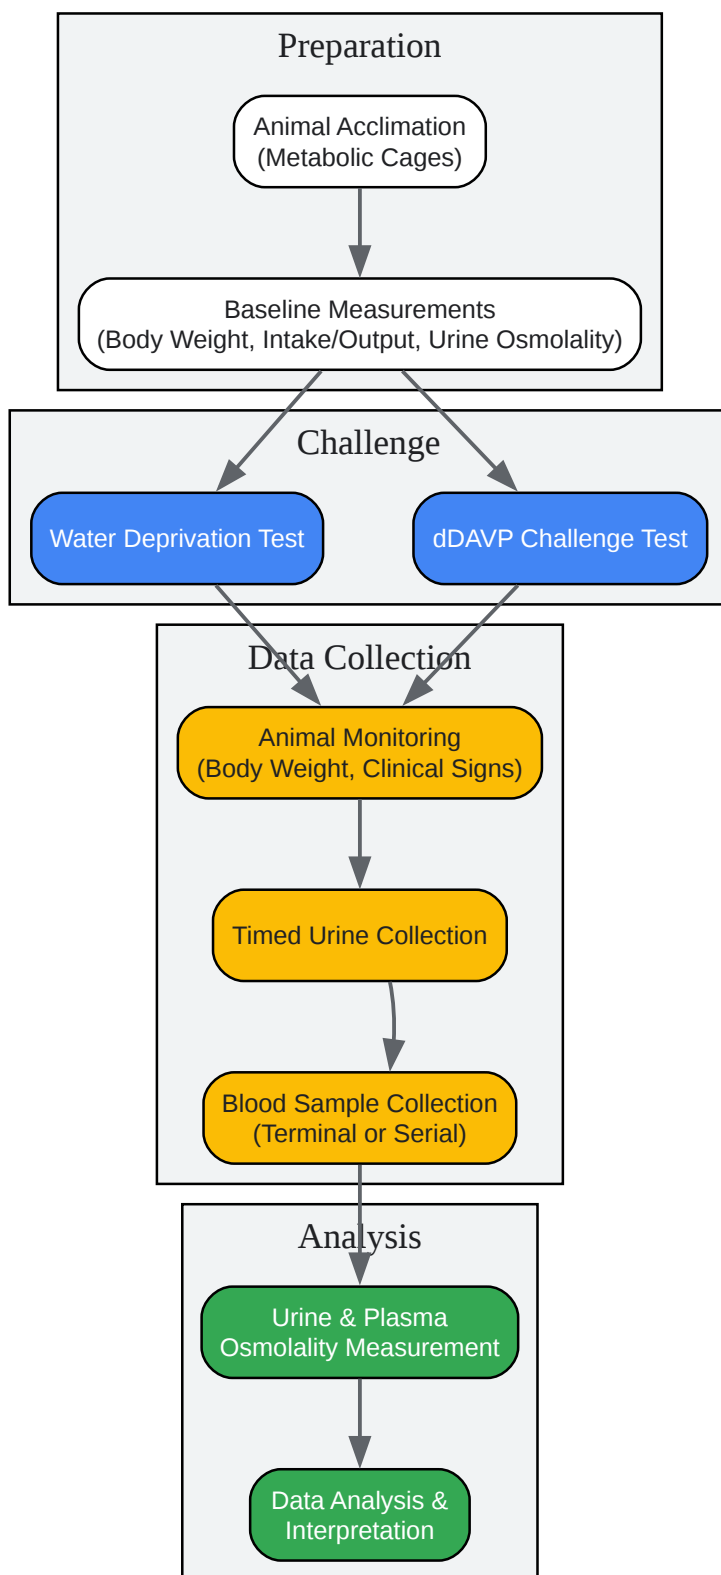 Preparation
Animal Acclimation
(Metabolic Cages)
Baseline Measurements
(Body Weight, Intake/Output, Urine Osmolality)
Challenge
Water Deprivation Test
dDAVP Challenge Test
Data Collection
Animal Monitoring
(Body Weight, Clinical Signs)
Timed Urine Collection
Blood Sample Collection
(Terminal or Serial)
Analysis
Urine & Plasma
Osmolality Measurement
Data Analysis &
Interpretation